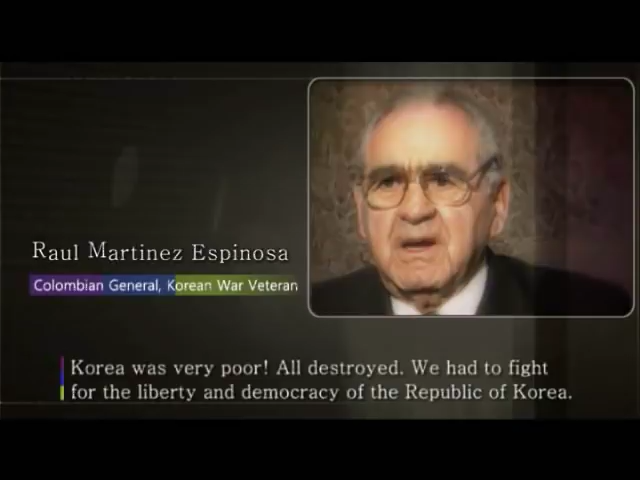 Raul Martinez Espinosa
Colombian General, Korean War Veteran
Korea was very poor! All destroyed. We had to fight
for the liberty and democracy of the Republic of Korea.